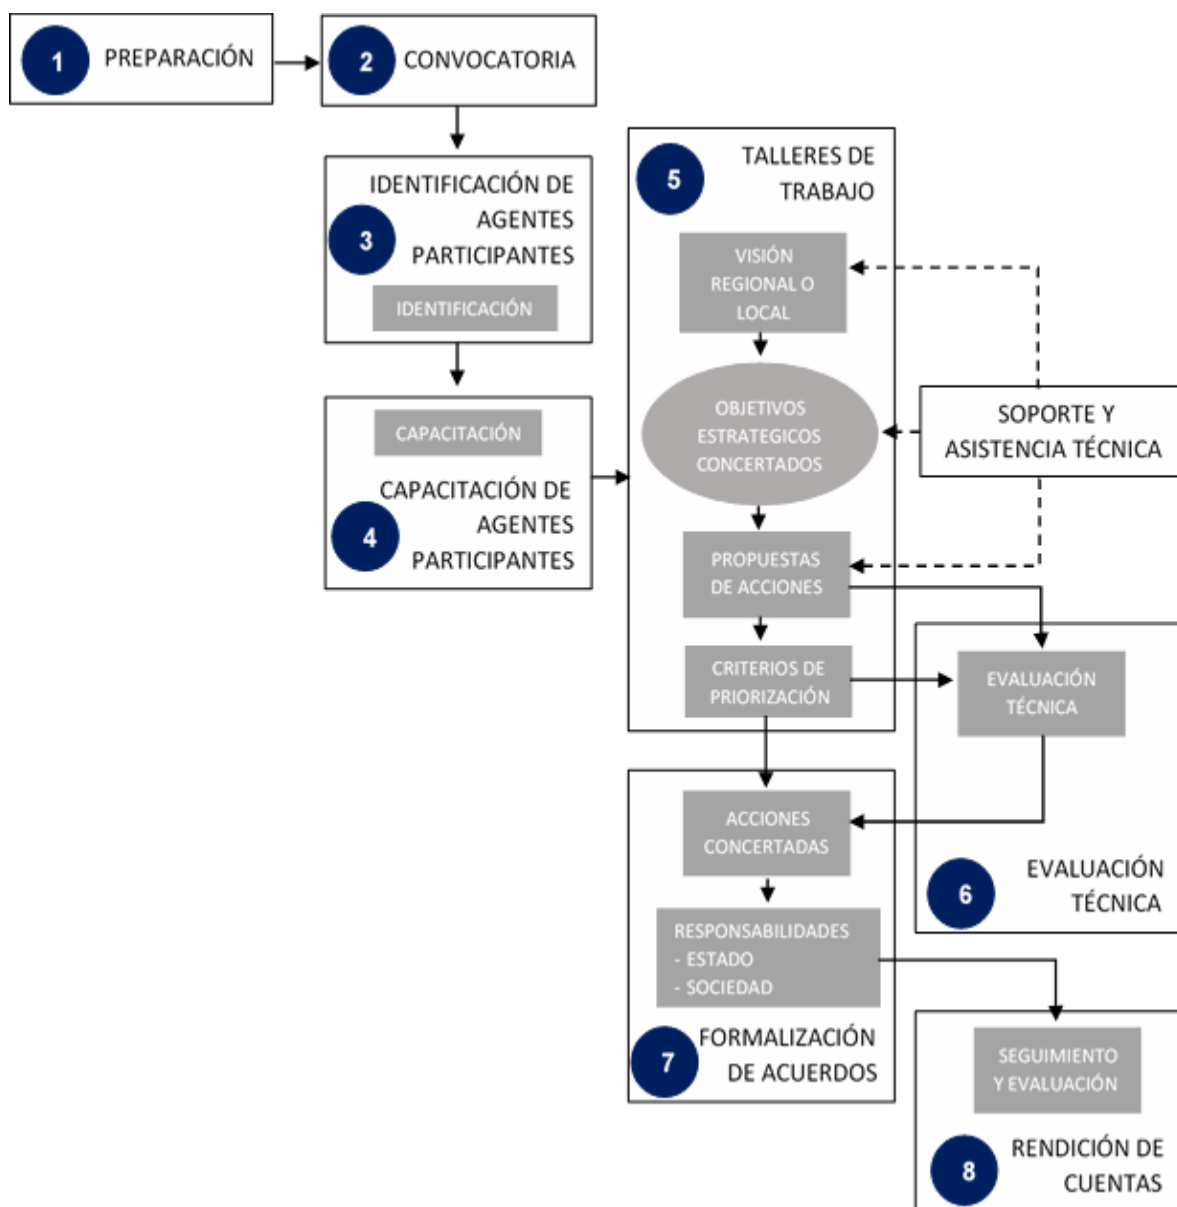 1
PREPARACIÓN
2
CONVOCATORIA
3
IDENTIFICACIÓN DE
AGENTES
PARTICIPANTES
IDENTIFICACIÓN
CAPACITACIÓN
4
CAPACITACIÓN DE
AGENTES
PARTICIPANTES
5
TALLERES DE
TRABAJO
VISIÓN
REGIONAL O
LOCAL
OBJETIVOS
ESTRATEGICOS
CONCERTADOS
PROPUESTAS
DE ACCIONES
CRITERIOS DE
PRIORIZACIÓN
SOPORTE Y
ASISTENCIA TÉCNICA
EVALUACIÓN
TÉCNICA
6
EVALUACIÓN
TÉCNICA
ACCIONES
CONCERTADAS
RESPONSABILIDADES
- ESTADO
- SOCIEDAD
7
FORMALIZACIÓN
DE ACUERDOS
SEGUIMIENTO
Y EVALUACIÓN
8
RENDICIÓN DE
CUENTAS